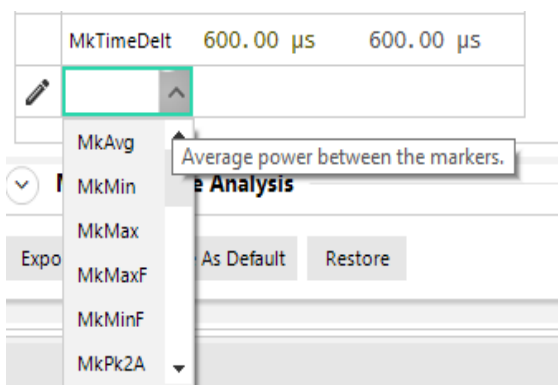 MkTimeDelt 600.00 µs 600.00 µs
MkAvg
Average power between the markers.
MkMin
e Analysis
MkMax
Expo
As Default
Restore
MkMaxF
MkMinF
MkPk2A